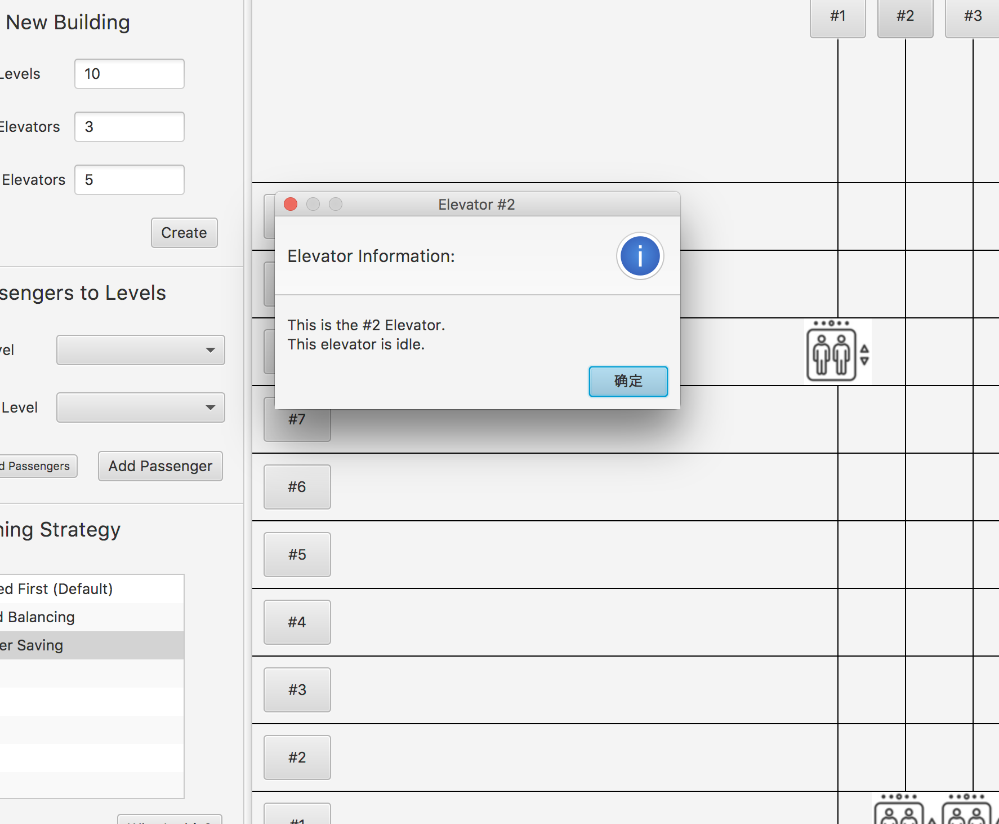 New Building
Levels
10
Elevators
3
Elevators
5
Create
sengers to Levels
vel
Level
d Passengers
Add Passenger
ning Strategy
ed First (Default)
d Balancing
er Saving
#1
#2
#3
Elevator #2
Elevator Information:
This is the #2 Elevator.
This elevator is idle.
确定
#7
#6
#5
#4
#3
#2
#1